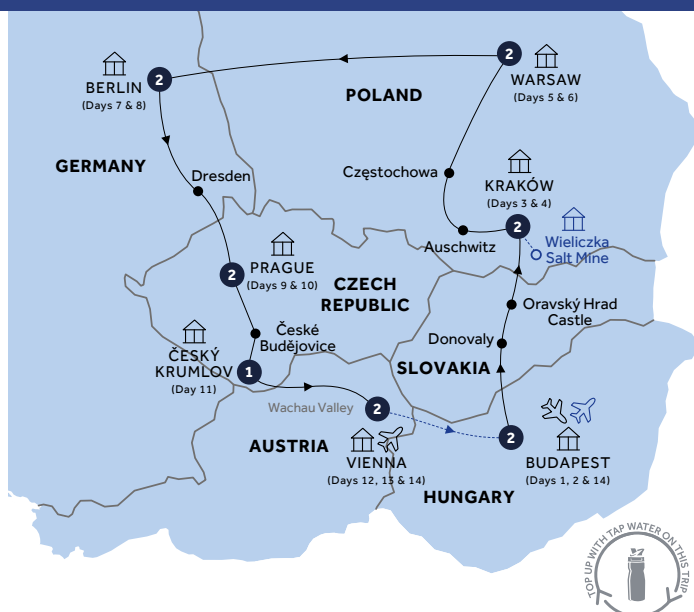 2
BERLIN
(Days 7 & 8)
2
WARSAW
(Days 5 & 6)
POLAND
GERMANY
Dresden
Częstochowa
KRAKÓW
(Days 3 & 4)
2
Auschwitz
Wieliczka
Salt Mine
2
PRAGUE
(Days 9 & 10)
CZECH
REPUBLIC
Oravský Hrad
Castle
České
Budějovice
Donovaly
SLOVAKIA
ČESKÝ
KRUMLOV
(Day 11)
1
Wachau Valley
2
AUSTRIA
VIENNA
(Days 12, 13 & 14)
2
BUDAPEST
(Days 1, 2 & 14)
HUNGARY
TOP UP WITH TAP WATER ON THIS TRIP